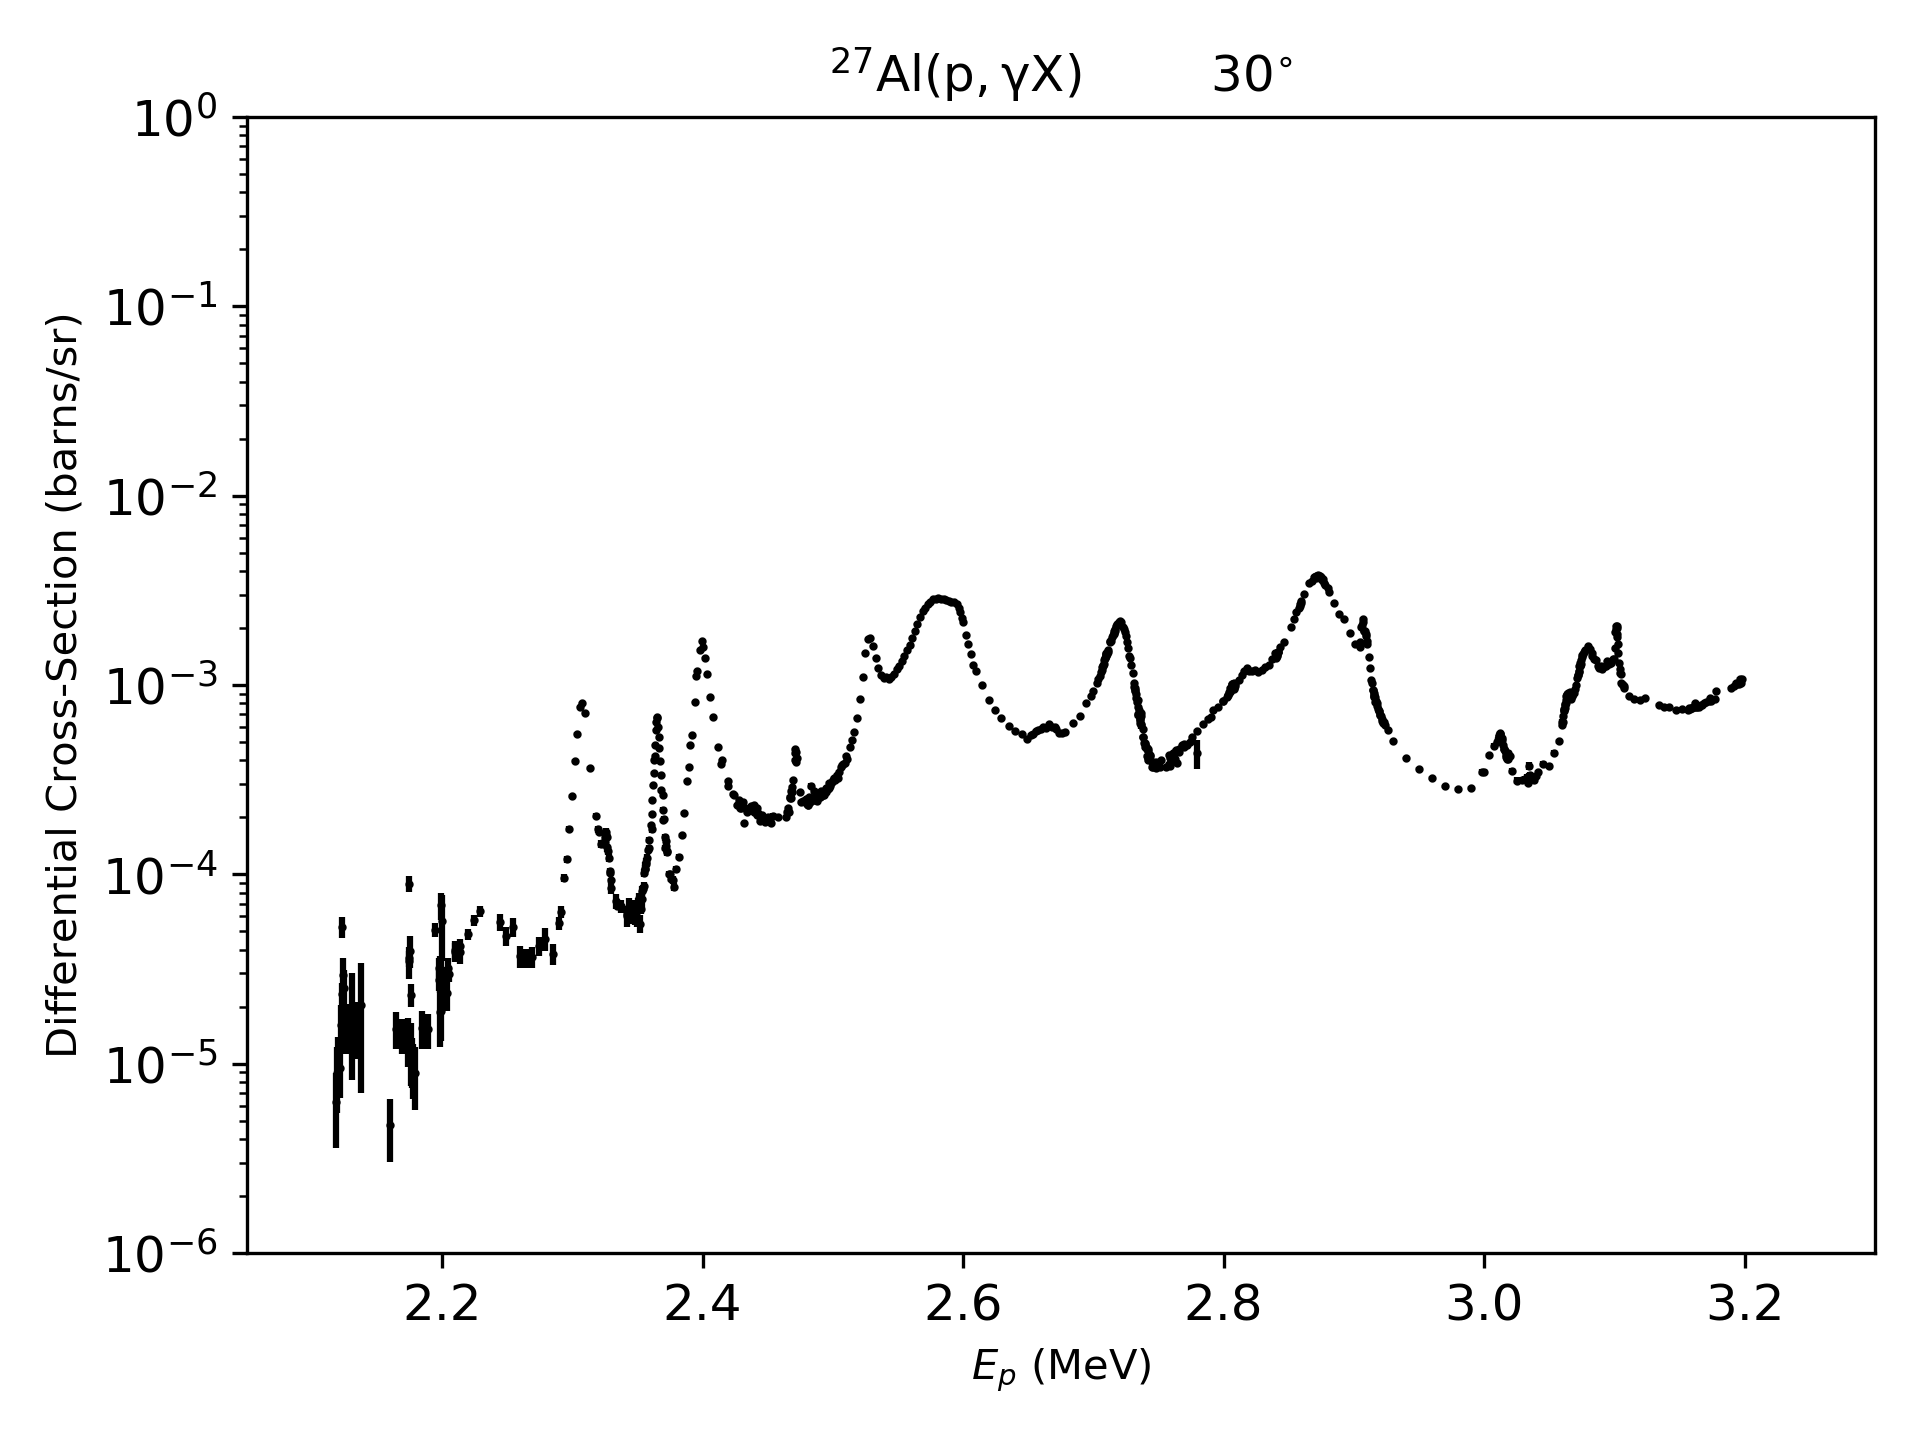 ²⁷Al(p, γX) 30°
10⁰
10⁻¹
10⁻²
10⁻³
10⁻⁴
10⁻⁵
10⁻⁶
Differential Cross-Section (barns/sr)
2.2 2.4 2.6 2.8 3.0 3.2
Eₚ (MeV)